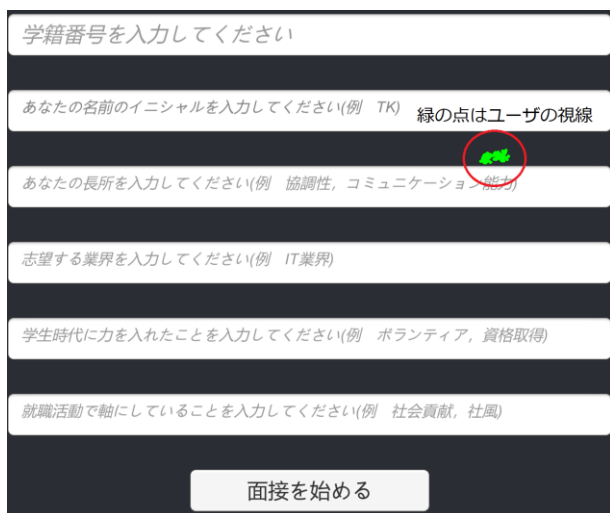 学籍番号を入力してください
あなたの名前のイニシャルを入力してください(例　TK)
緑の点はユーザの視線
あなたの長所を入力してください(例　協調性，コミュニケーション能力)
志望する業界を入力してください(例　IT業界)
学生時代に力を入れたことを入力してください(例　ボランティア，資格取得)
就職活動で軸にしていることを入力してください(例　社会貢献，社風)
面接を始める